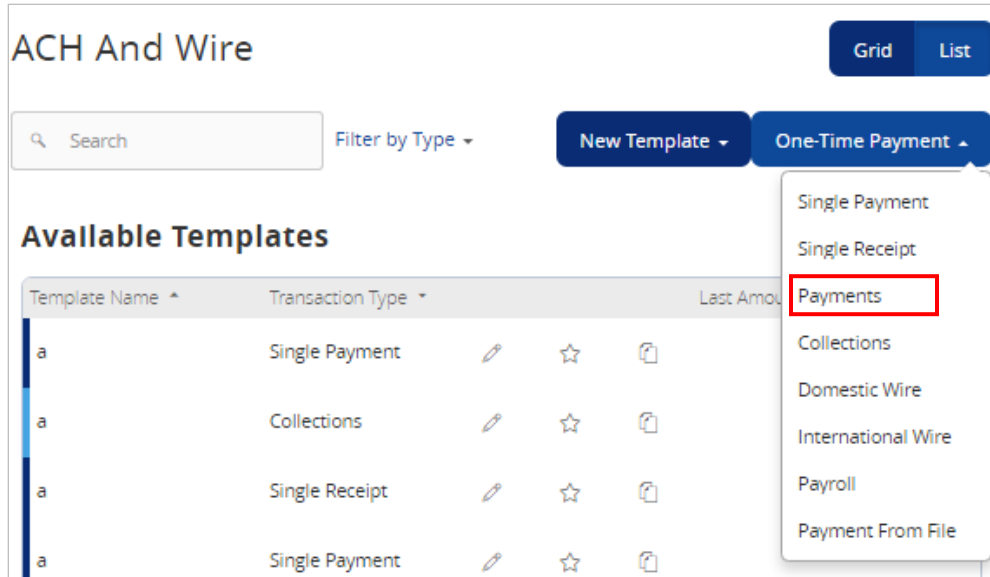 ACH And Wire
Grid
List
Search
Filter by Type
New Template
One-Time Payment
Single Payment
Single Receipt
Payments
Collections
Domestic Wire
International Wire
Payroll
Payment From File
Available Templates
Template Name
Transaction Type
Last Amou
a
Single Payment
a
Collections
a
Single Receipt
a
Single Payment